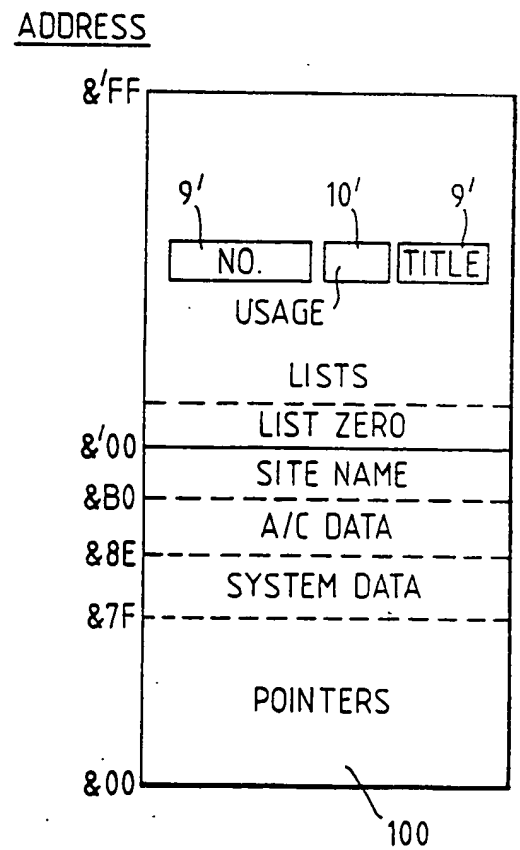 ADDRESS
&'FF
9' 10' 9'
NO. TITLE
USAGE
LISTS
LIST ZERO
&'00
SITE NAME
&B0
A/C DATA
&8E
SYSTEM DATA
&7F
POINTERS
&00
100